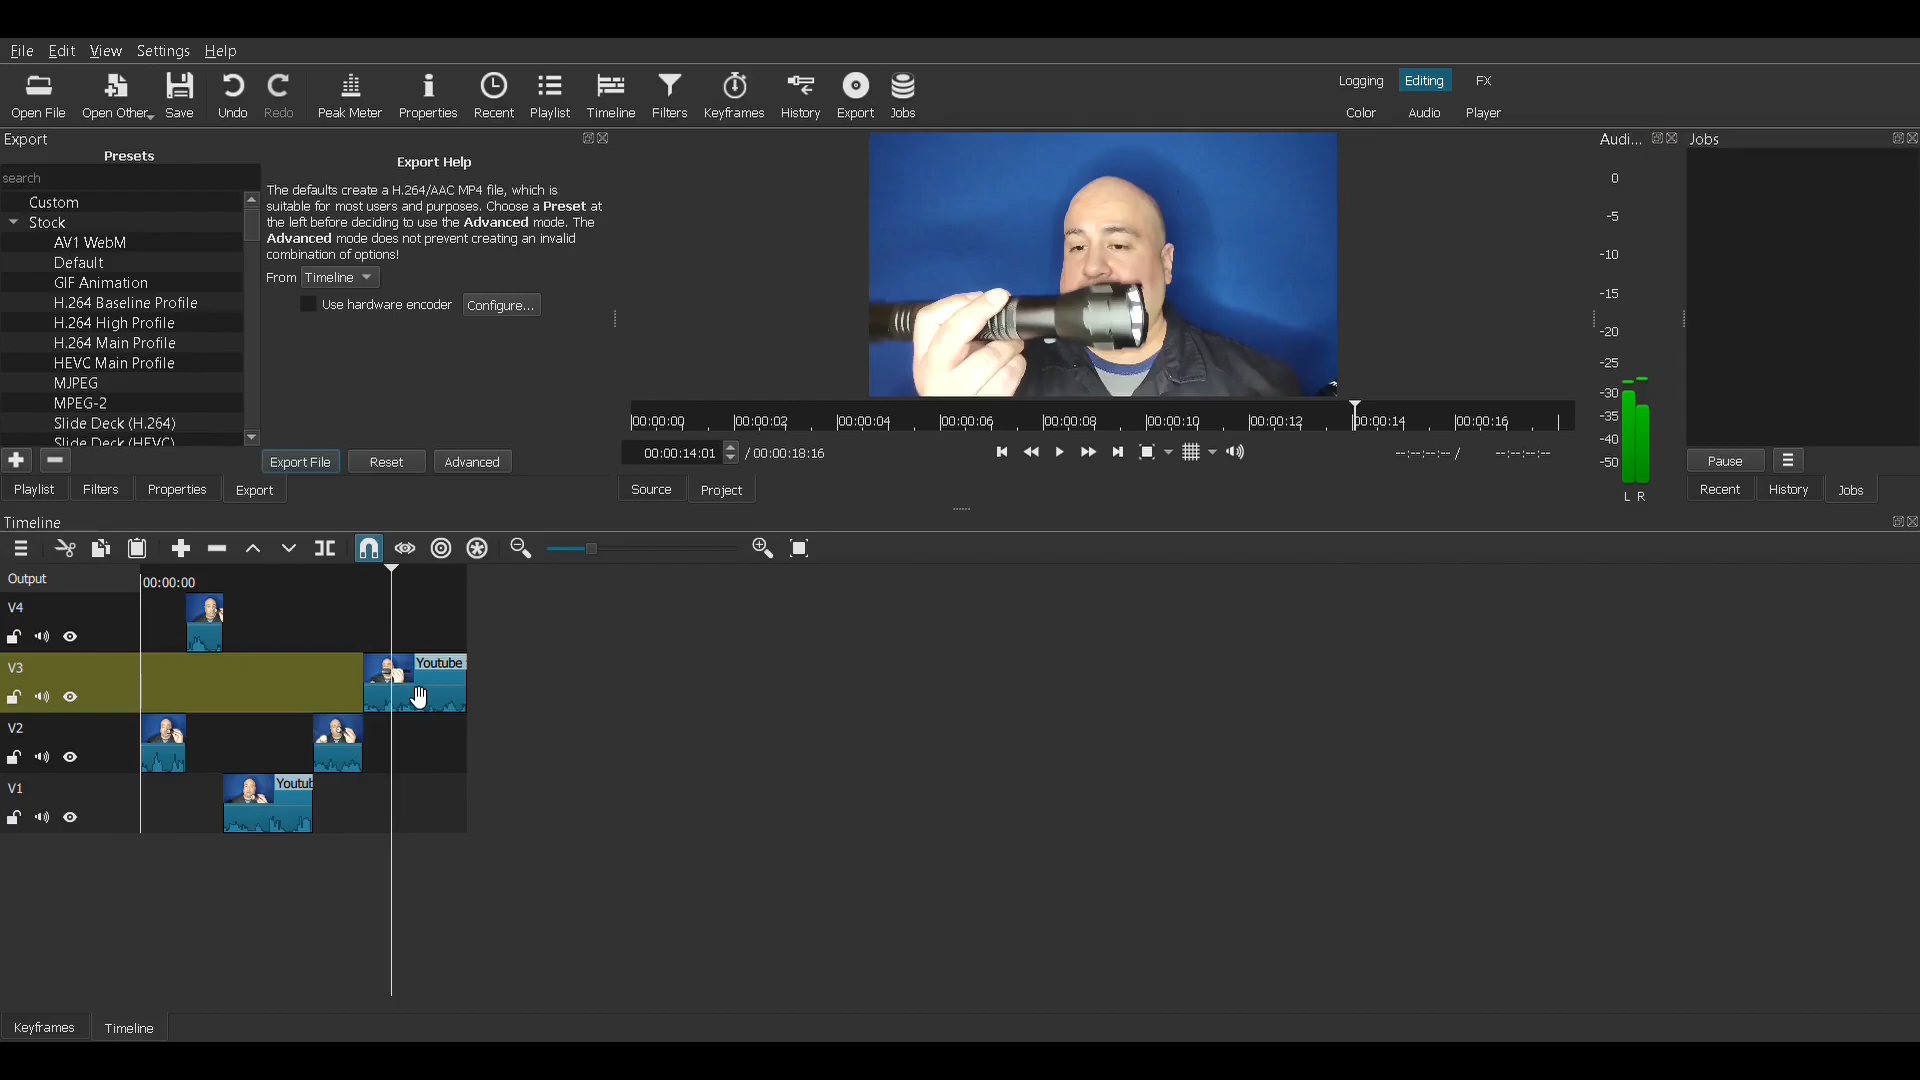 File Edit View Settings Help
Open File Open Other Save Undo Redo Peak Meter Properties Recent Playlist Timeline Filters Keyframes History Export Jobs
Logging Editing FX
Color Audio Player
Export
Presets
search
Custom
Stock
AV1 WebM
Default
GIF Animation
H.264 Baseline Profile
H.264 High Profile
H.264 Main Profile
HEVC Main Profile
MJPEG
MPEG-2
Slide Deck (H.264)
Slide Deck (HEVC)
Export Help
The defaults create a H.264/AAC MP4 file, which is
suitable for most users and purposes. Choose a Preset at
the left before deciding to use the Advanced mode. The
Advanced mode does not prevent creating an invalid
combination of options!
From Timeline
Use hardware encoder Configure...
Export File Reset Advanced
Playlist Filters Properties Export
00:00:00 00:00:02 00:00:04 00:00:06 00:00:08 00:00:10 00:00:12 00:00:14 00:00:16
00:00:14:01 / 00:00:18:16
--:--:--:-- / --:--:--:--
Source Project
Audi...
0
-5
-10
-15
-20
-25
-30
-35
-40
-50
L R
Jobs
Pause
Recent History Jobs
Timeline
Output 00:00:00
V4
V3 Youtube
V2
V1 Youtub
Keyframes Timeline